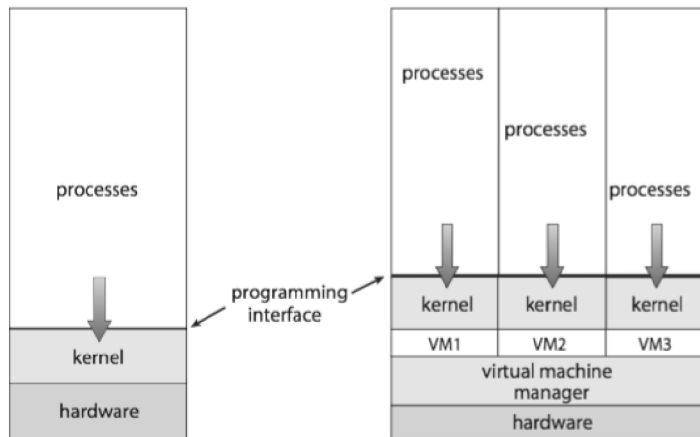 processes
programming
interface
kernel
hardware
processes
processes
processes
kernel
kernel
kernel
VM1
VM2
VM3
virtual machine
manager
hardware